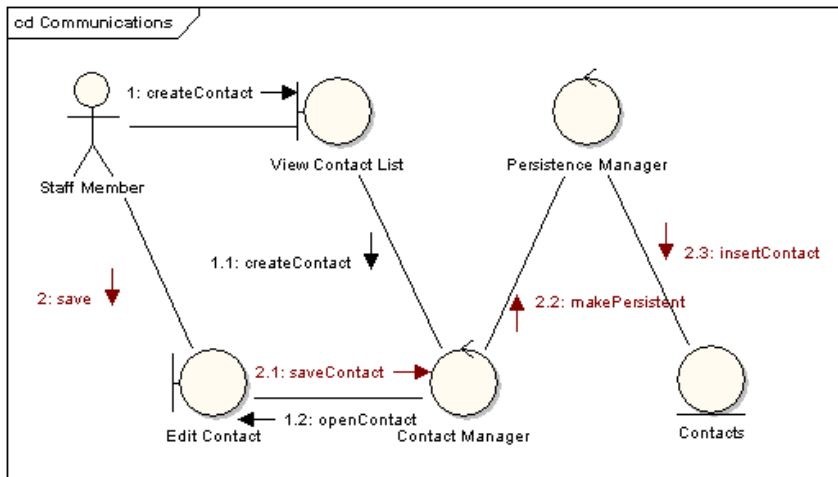 cd Communications
1: createContact
Staff Member
View Contact List
Persistence Manager
1.1: createContact
2.3: insertContact
2: save
2.2: makePersistent
2.1: saveContact
1.2: openContact
Edit Contact
Contact Manager
Contacts